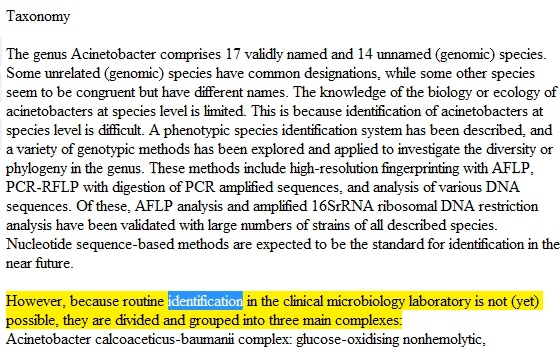 Taxonomy
The genus Acinetobacter comprises 17 validly named and 14 unnamed (genomic) species.
Some unrelated (genomic) species have common designations, while some other species
seem to be congruent but have different names. The knowledge of the biology or ecology of
acinetobacters at species level is limited. This is because identification of acinetobacters at
species level is difficult. A phenotypic species identification system has been described, and
a variety of genotypic methods has been explored and applied to investigate the diversity or
phylogeny in the genus. These methods include high-resolution fingerprinting with AFLP,
PCR-RFLP with digestion of PCR amplified sequences, and analysis of various DNA
sequences. Of these, AFLP analysis and amplified 16SrRNA ribosomal DNA restriction
analysis have been validated with large numbers of strains of all described species.
Nucleotide sequence-based methods are expected to be the standard for identification in the
near future.
However, because routine identification in the clinical microbiology laboratory is not (yet)
possible, they are divided and grouped into three main complexes:
Acinetobacter calcoaceticus-baumanii complex: glucose-oxidising nonhemolytic,